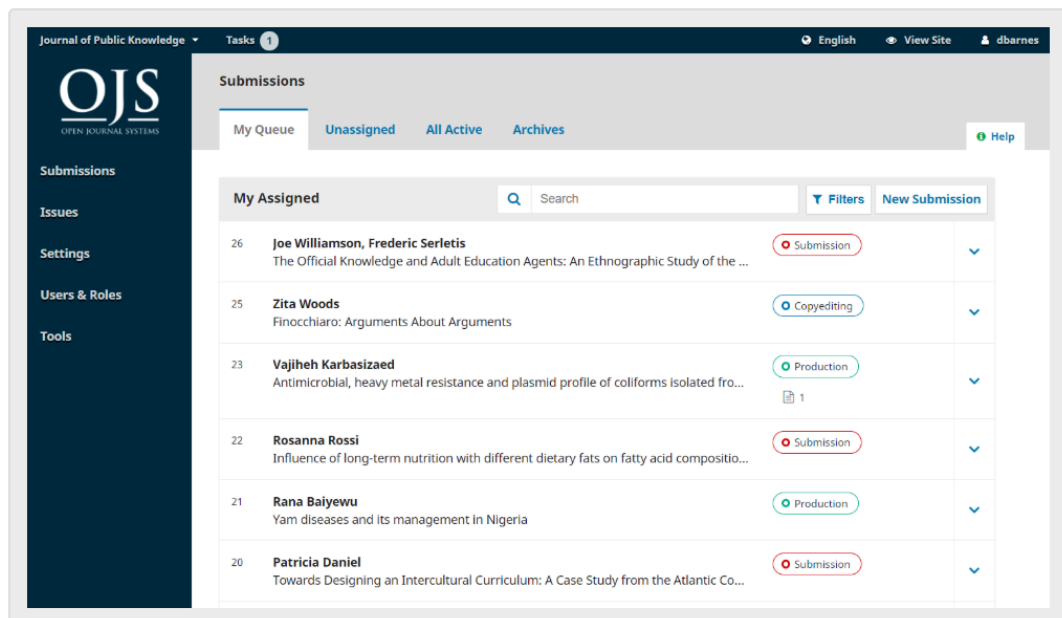 Journal of Public Knowledge Tasks 1 English View Site dbarnes
OJS
OPEN JOURNAL SYSTEMS
Submissions
Issues
Settings
Users & Roles
Tools
Submissions
My Queue Unassigned All Active Archives
Help
My Assigned Search Filters New Submission
26 Joe Williamson, Frederic Serletis Submission
The Official Knowledge and Adult Education Agents: An Ethnographic Study of the ...
25 Zita Woods Copyediting
Finocchiaro: Arguments About Arguments
23 Vajiheh Karbasizaed Production
Antimicrobial, heavy metal resistance and plasmid profile of coliforms isolated fro...
1
22 Rosanna Rossi Submission
Influence of long-term nutrition with different dietary fats on fatty acid compositio...
21 Rana Baiyewu Production
Yam diseases and its management in Nigeria
20 Patricia Daniel Submission
Towards Designing an Intercultural Curriculum: A Case Study from the Atlantic Co...